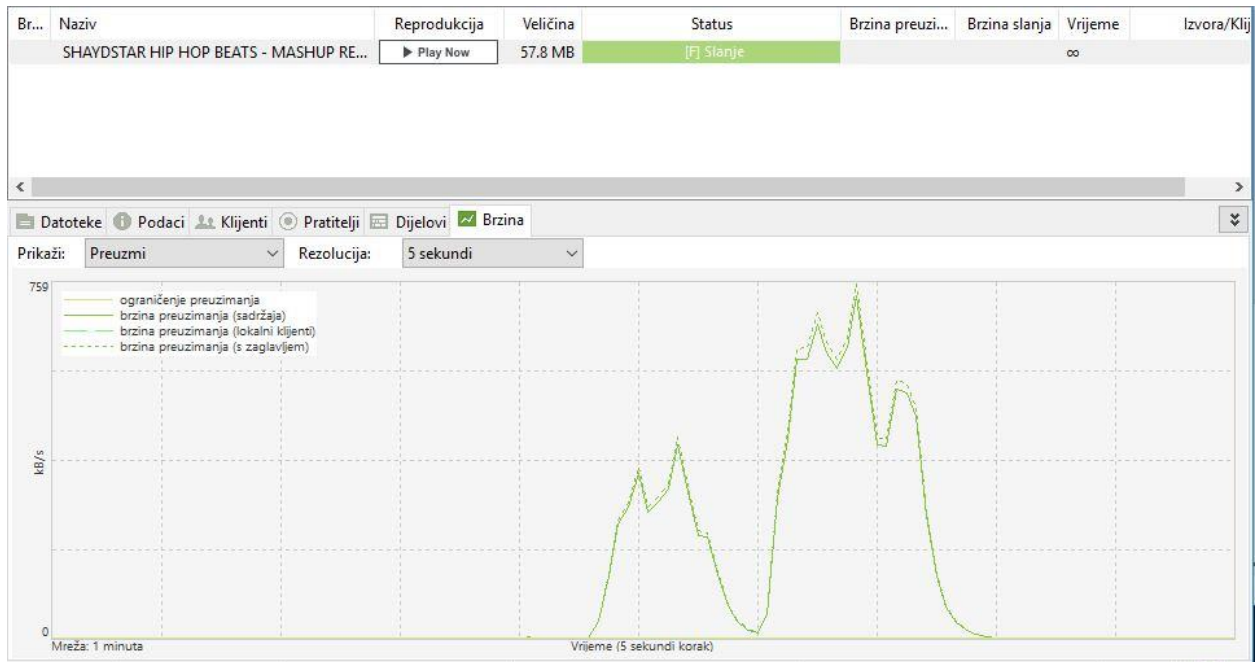 Br... Naziv Reprodukcija Veličina Status Brzina preuzi... Brzina slanja Vrijeme Izvora/Klij
SHAYDSTAR HIP HOP BEATS - MASHUP RE... Play Now 57.8 MB [F] Slanje ∞
Datoteke Podaci Klijenti Pratitelji Dijelovi Brzina
Prikaži: Preuzmi Rezolucija: 5 sekundi
759
ograničenje preuzimanja
brzina preuzimanja (sadržaja)
brzina preuzimanja (lokalni klijenti)
brzina preuzimanja (s zaglavljem)
kB/s
0
Mreža: 1 minuta Vrijeme (5 sekundi korak)